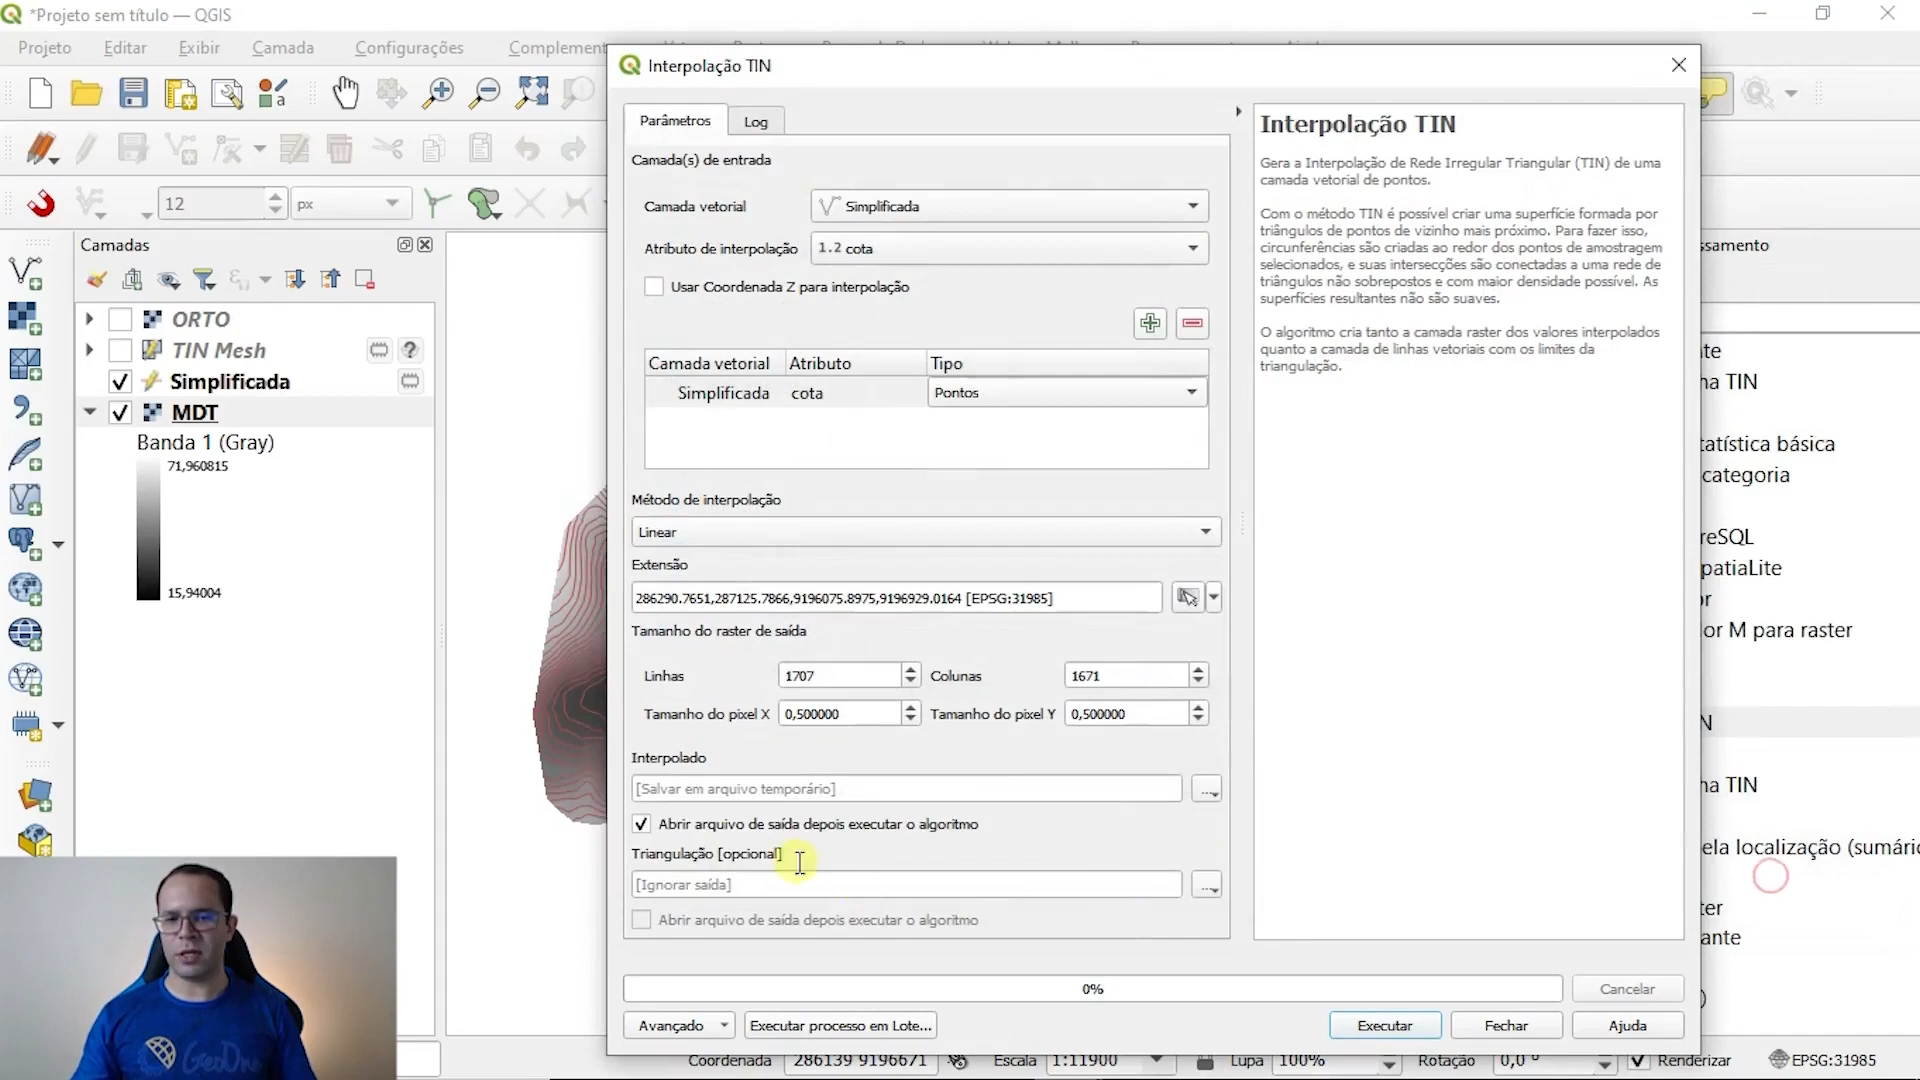 *Projeto sem título — QGIS
Projeto Editar Exibir Camada Configurações Complement
12 px
Camadas
ORTO
TIN Mesh
Simplificada
MDT
Banda 1 (Gray)
71,960815
15,94004
Interpolação TIN
Parâmetros Log
Camada(s) de entrada
Camada vetorial Simplificada
Atributo de interpolação 1.2 cota
Usar Coordenada Z para interpolação
Camada vetorial Atributo Tipo
Simplificada cota Pontos
Método de interpolação
Linear
Extensão
286290.7651,287125.7866,9196075.8975,9196929.0164 [EPSG:31985]
Tamanho do raster de saída
Linhas 1707 Colunas 1671
Tamanho do pixel X 0,500000 Tamanho do pixel Y 0,500000
Interpolado
[Salvar em arquivo temporário]
...
Abrir arquivo de saída depois executar o algoritmo
Triangulação [opcional]
[Ignorar saída]
...
Abrir arquivo de saída depois executar o algoritmo
Interpolação TIN
Gera a Interpolação de Rede Irregular Triangular (TIN) de uma
camada vetorial de pontos.
Com o método TIN é possível criar uma superfície formada por
triângulos de pontos de vizinho mais próximo. Para fazer isso,
circunferências são criadas ao redor dos pontos de amostragem
selecionados, e suas intersecções são conectadas a uma rede de
triângulos não sobrepostos e com maior densidade possível. As
superfícies resultantes não são suaves.
O algoritmo cria tanto a camada raster dos valores interpolados
quanto a camada de linhas vetoriais com os limites da
triangulação.
0% Cancelar
Avançado Executar processo em Lote... Executar Fechar Ajuda
ssamento
te
na TIN
tatística básica
categoria
reSQL
patiaLite
or
lor M para raster
N
na TIN
ela localização (sumário
ter
ante
)
Coordenada 286139 9196671 Escala 1:11900 Lupa 100% Rotação 0,0 ° Renderizar EPSG:31985